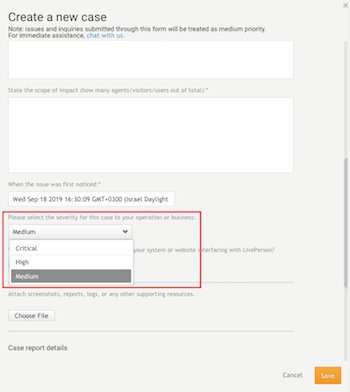 Create a new case
Note: issues and inquiries submitted through this form will be treated as medium priority.
For immediate assistance, chat with us.
State the scope of impact (how many agents/visitors/users out of total):*
When the issue was first noticed:*
Wed Sep 18 2019 16:30:09 GMT+0300 (Israel Daylight
Please select the severity for this case to your operation or business:
Medium
your system or website interfacing with LivePerson?
Critical
High
Medium
Attach screenshots, reports, logs, or any other supporting resources.
Choose File
Case report details
Cancel
Save